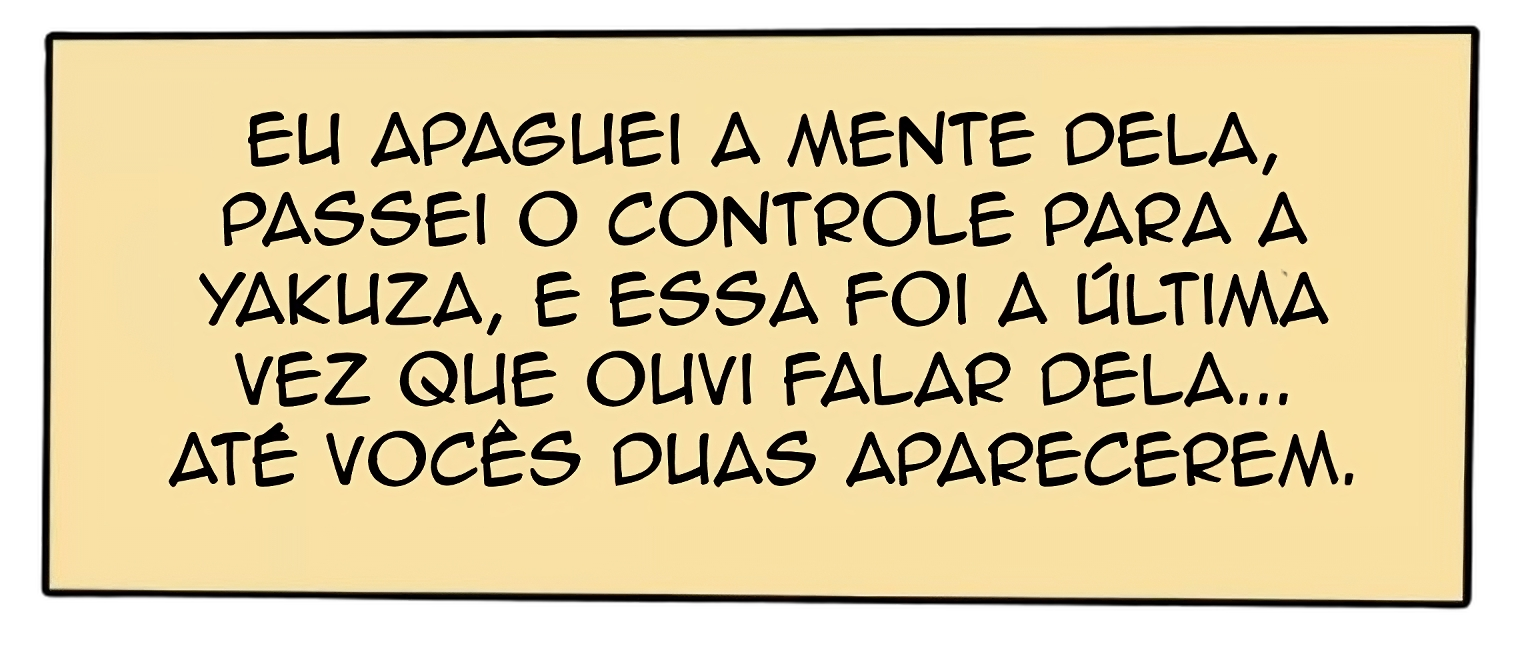 EU APAGUEI A MENTE DELA,
PASSEI O CONTROLE PARA A
YAKUZA, E ESSA FOI A ÚLTIMA
VEZ QUE OUVI FALAR DELA...
ATÉ VOCÊS DUAS APARECEREM.